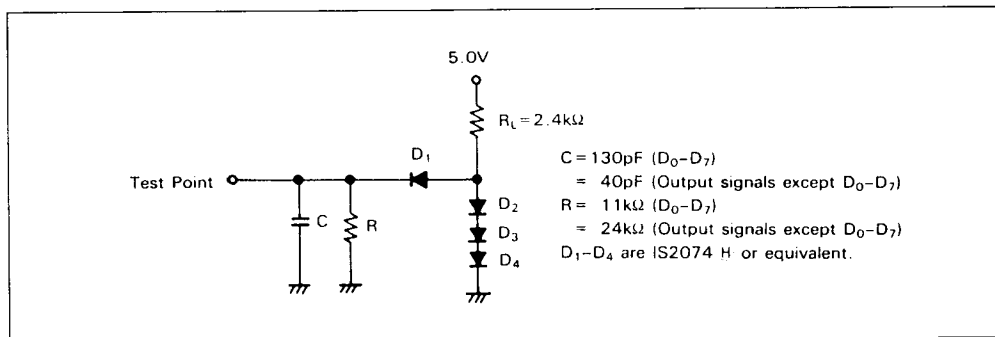 5.0V
R_L = 2.4kΩ
D₁
C = 130pF (D₀–D₇)
Test Point
= 40pF (Output signals except D₀–D₇)
D₂
R = 11kΩ (D₀–D₇)
C
R
D₃
= 24kΩ (Output signals except D₀–D₇)
D₄
D₁–D₄ are IS2074 H or equivalent.